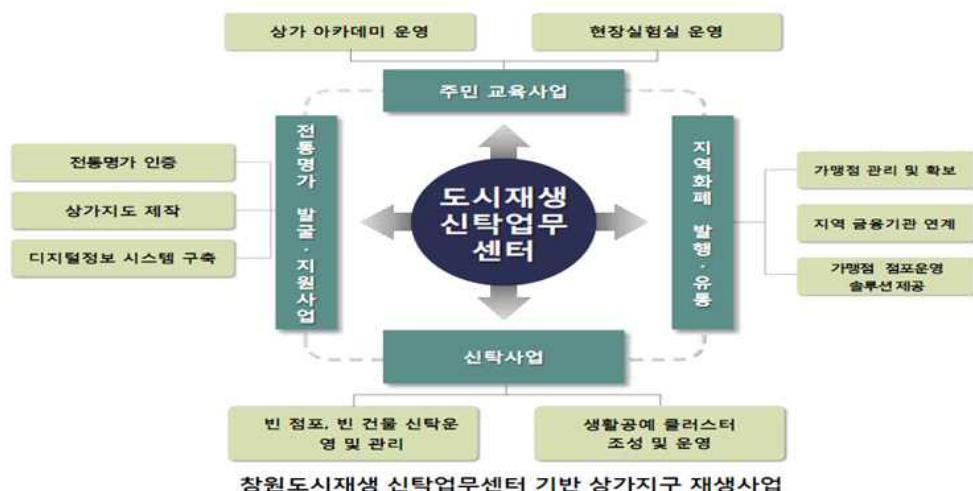 상가 아카데미 운영
현장실험실 운영
주민 교육사업
전통명가 발굴·지원사업
전통명가 인증
상가지도 제작
디지털정보 시스템 구축
도시재생
신탁업무
센터
지역화폐 발행·유통
가맹점 관리 및 확보
지역 금융기관 연계
가맹점 점포운영
솔루션 제공
신탁사업
빈 점포, 빈 건물 신탁운
영 및 관리
생활공예 클러스터
조성 및 운영
창원도시재생 신탁업무센터 기반 상가지구 재생사업